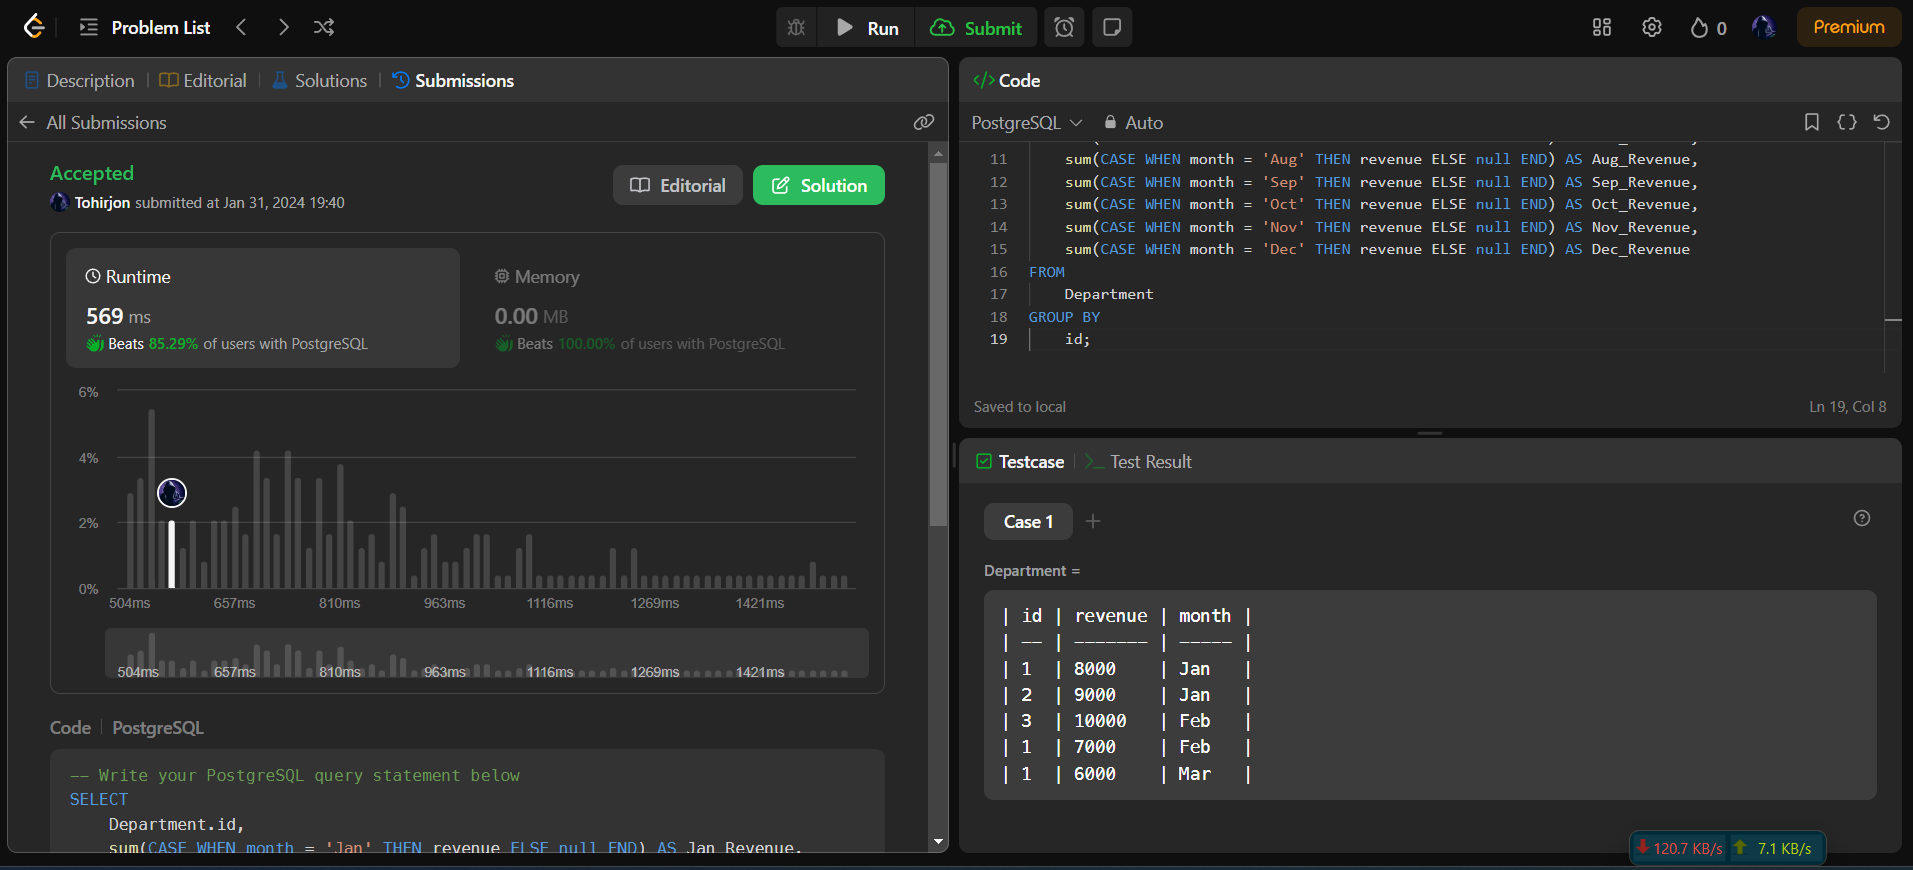 Problem List
Run
Submit
0
Premium
Description | Editorial | Solutions | Submissions
All Submissions
Accepted
Tohirjon submitted at Jan 31, 2024 19:40
Editorial
Solution
Runtime
569 ms
Beats 85.29% of users with PostgreSQL
Memory
0.00 MB
Beats 100.00% of users with PostgreSQL
6%
4%
2%
0%
504ms 657ms 810ms 963ms 1116ms 1269ms 1421ms
504ms 657ms 810ms 963ms 1116ms 1269ms 1421ms
Code | PostgreSQL
-- Write your PostgreSQL query statement below
SELECT
Department.id,
sum(CASE WHEN month = 'Jan' THEN revenue ELSE null END) AS Jan_Revenue,
</> Code
PostgreSQL
Auto
11 sum(CASE WHEN month = 'Aug' THEN revenue ELSE null END) AS Aug_Revenue,
12 sum(CASE WHEN month = 'Sep' THEN revenue ELSE null END) AS Sep_Revenue,
13 sum(CASE WHEN month = 'Oct' THEN revenue ELSE null END) AS Oct_Revenue,
14 sum(CASE WHEN month = 'Nov' THEN revenue ELSE null END) AS Nov_Revenue,
15 sum(CASE WHEN month = 'Dec' THEN revenue ELSE null END) AS Dec_Revenue
16 FROM
17 Department
18 GROUP BY
19 id;
Saved to local
Ln 19, Col 8
Testcase | >_ Test Result
Case 1 +
Department =
| id | revenue | month |
| -- | ------- | ----- |
| 1 | 8000 | Jan |
| 2 | 9000 | Jan |
| 3 | 10000 | Feb |
| 1 | 7000 | Feb |
| 1 | 6000 | Mar |
120.7 KB/s 7.1 KB/s